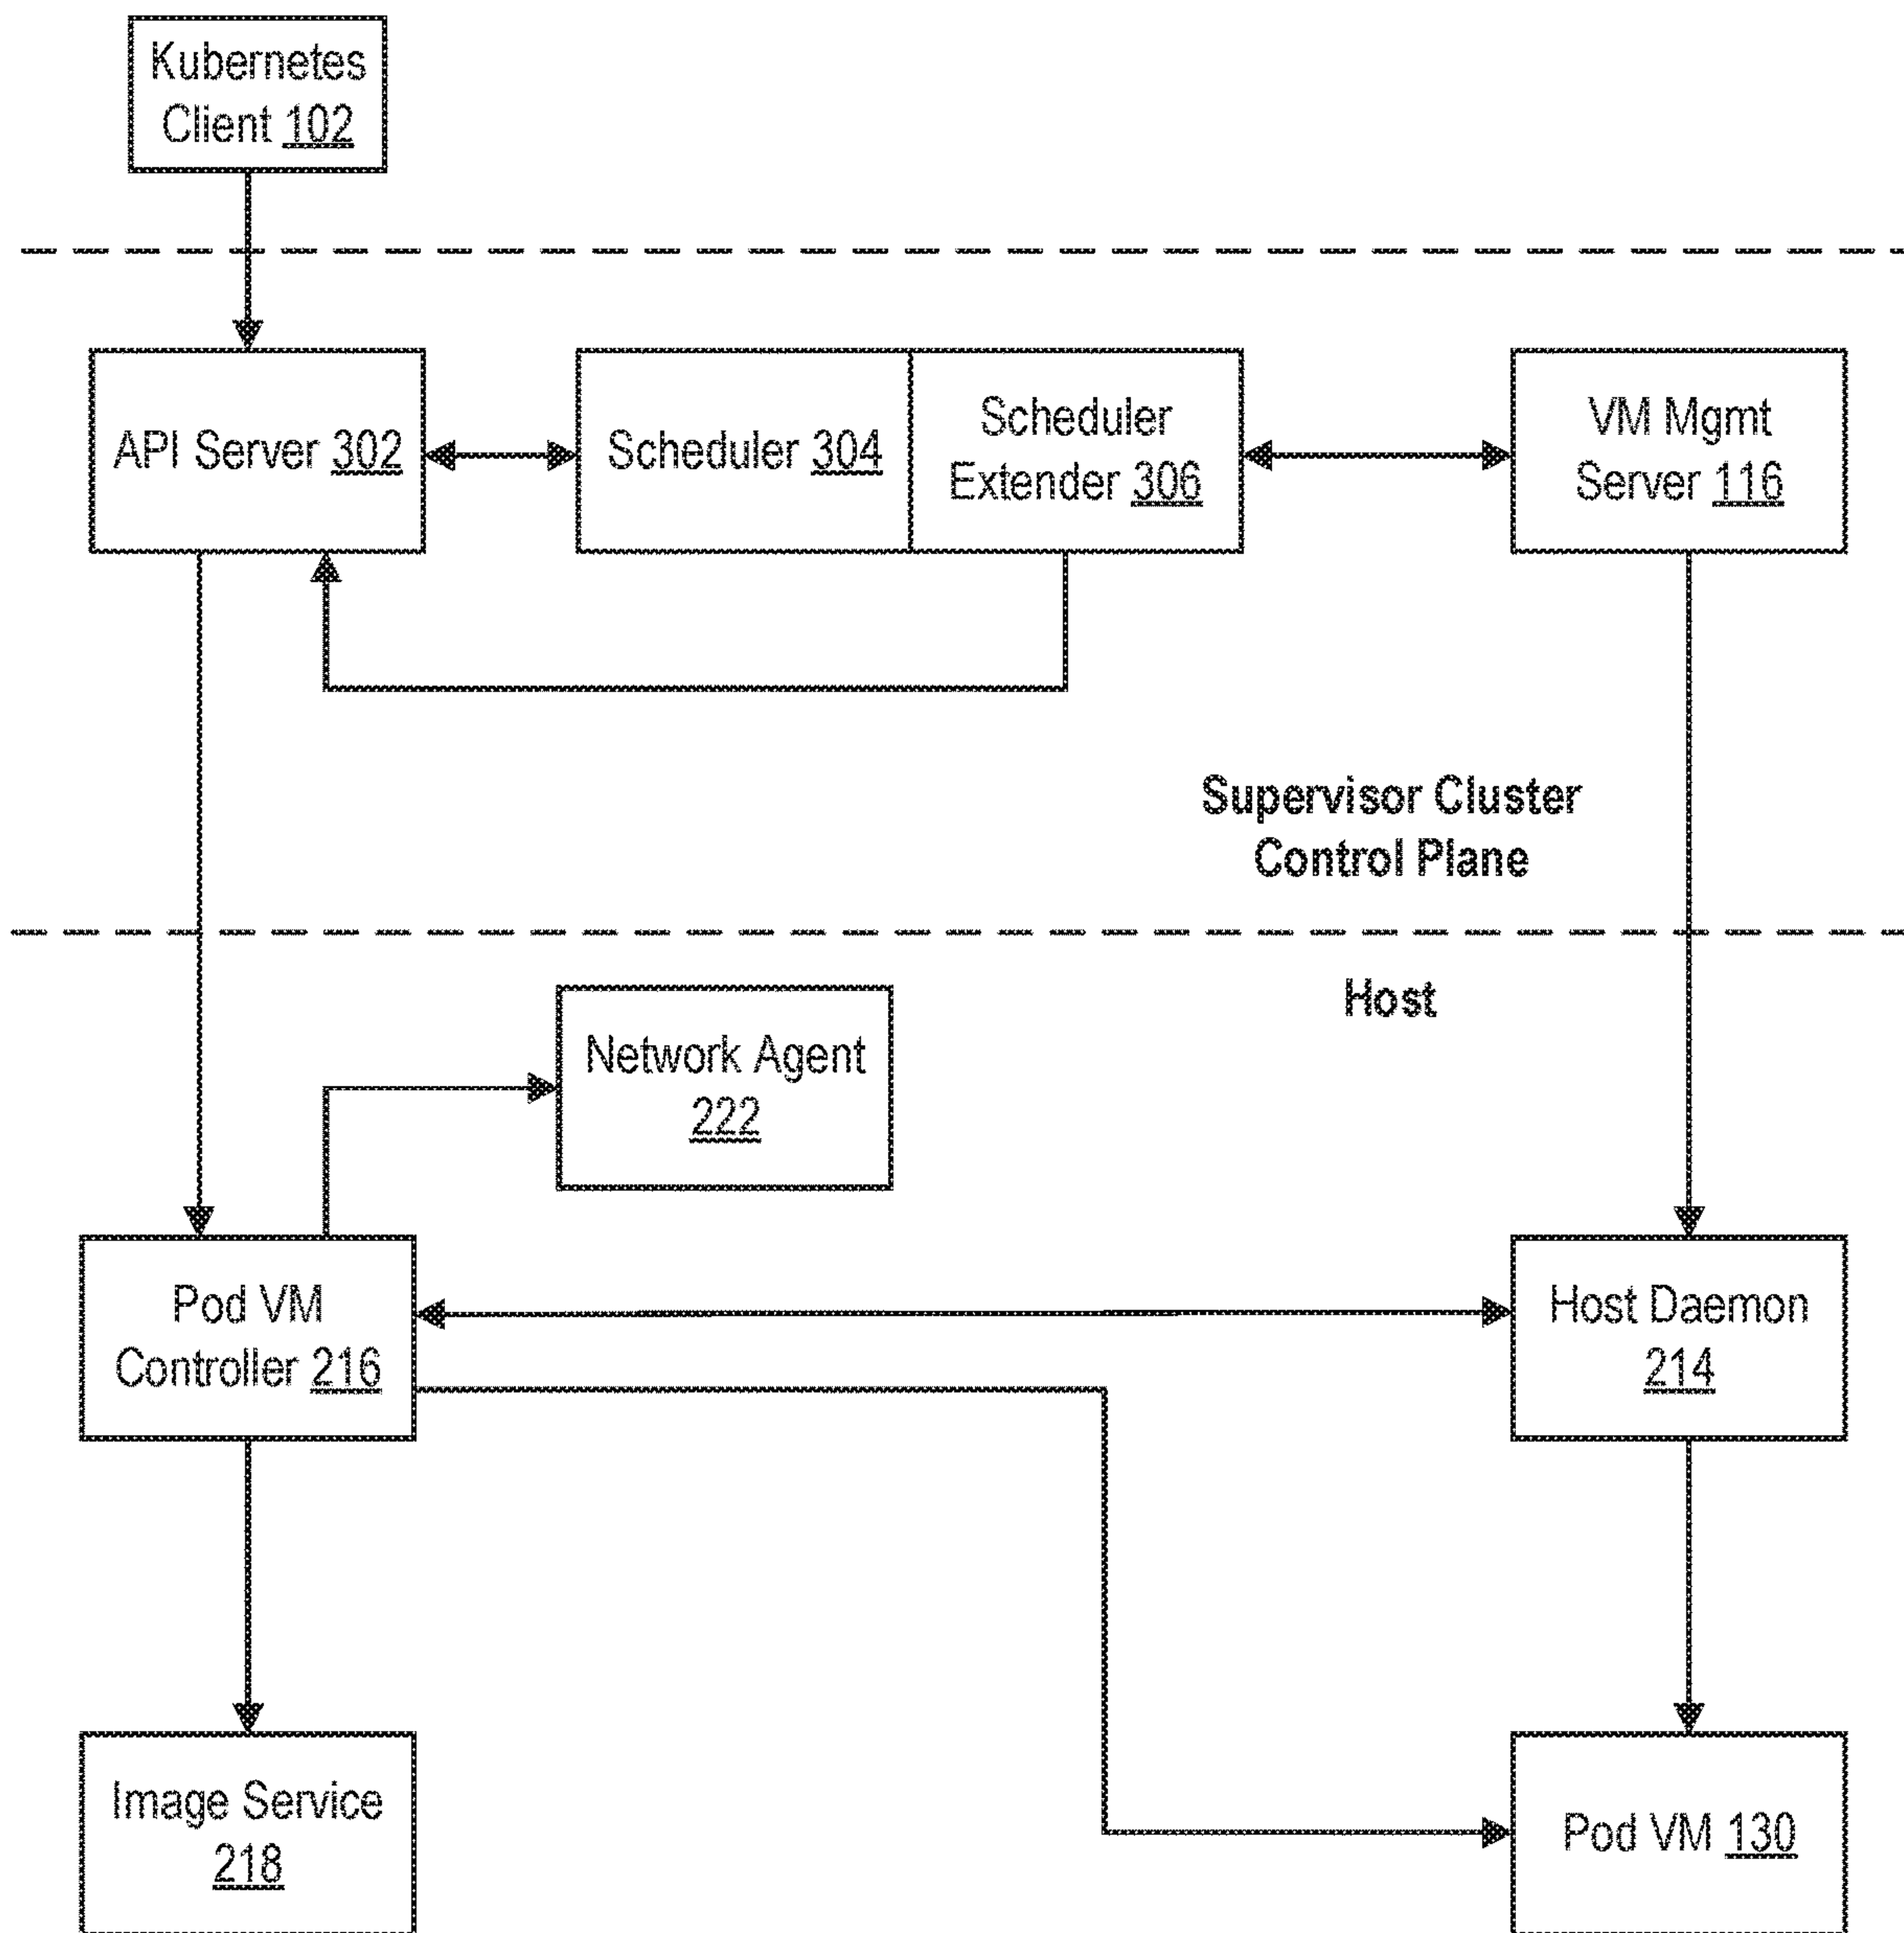 Kubernetes
Client 102
API Server 302
Scheduler 304
Scheduler
Extender 306
VM Mgmt
Server 116
Supervisor Cluster
Control Plane
Host
Network Agent
222
Pod VM
Controller 216
Host Daemon
214
Image Service
218
Pod VM 130